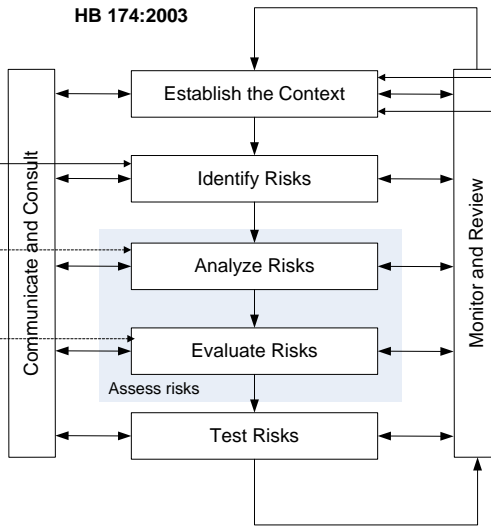 HB 174:2003
Establish the Context
Communicate and Consult
Monitor and Review
Identify Risks
Analyze Risks
Evaluate Risks
Assess risks
Test Risks